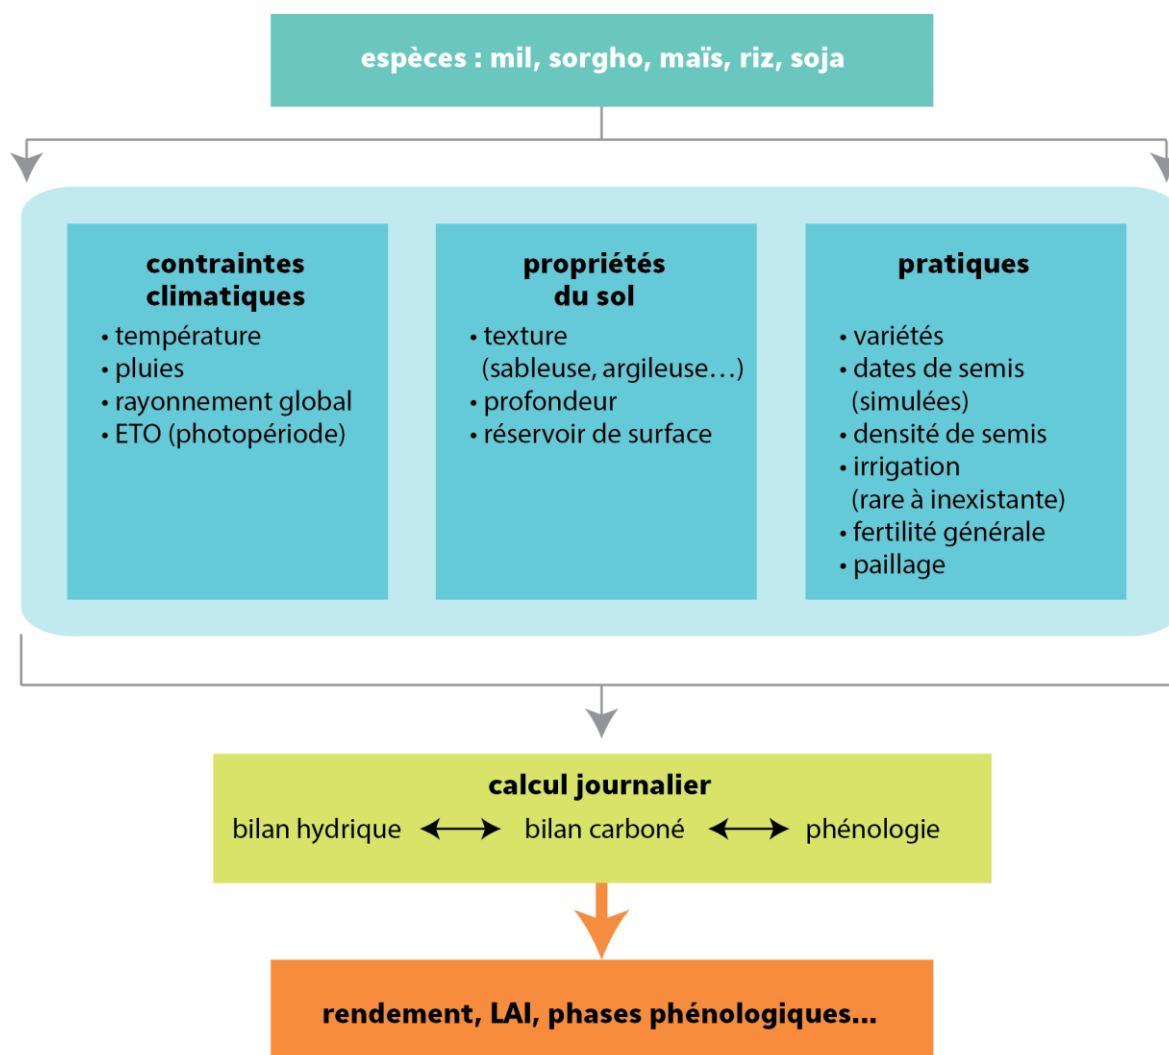 espèces : mil, sorgho, maïs, riz, soja
contraintes
climatiques
• température
• pluies
• rayonnement global
• ETO (photopériode)
propriétés
du sol
• texture
(sableuse, argileuse…)
• profondeur
• réservoir de surface
pratiques
• variétés
• dates de semis
(simulées)
• densité de semis
• irrigation
(rare à inexistante)
• fertilité générale
• paillage
calcul journalier
bilan hydrique bilan carboné phénologie
rendement, LAI, phases phénologiques...